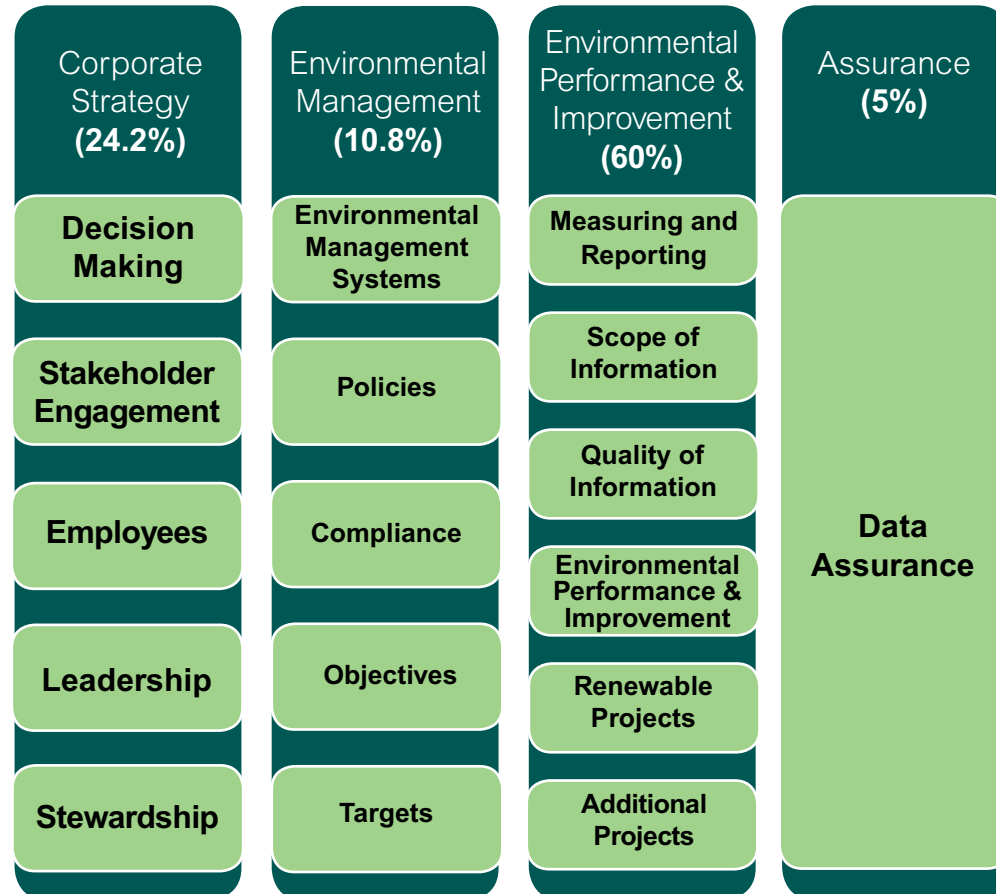 Corporate
Strategy
(24.2%)
Decision
Making
Stakeholder
Engagement
Employees
Leadership
Stewardship
Environmental
Management
(10.8%)
Environmental
Management
Systems
Policies
Compliance
Objectives
Targets
Environmental
Performance &
Improvement
(60%)
Measuring and
Reporting
Scope of
Information
Quality of
Information
Environmental
Performance &
Improvement
Renewable
Projects
Additional
Projects
Assurance
(5%)
Data
Assurance